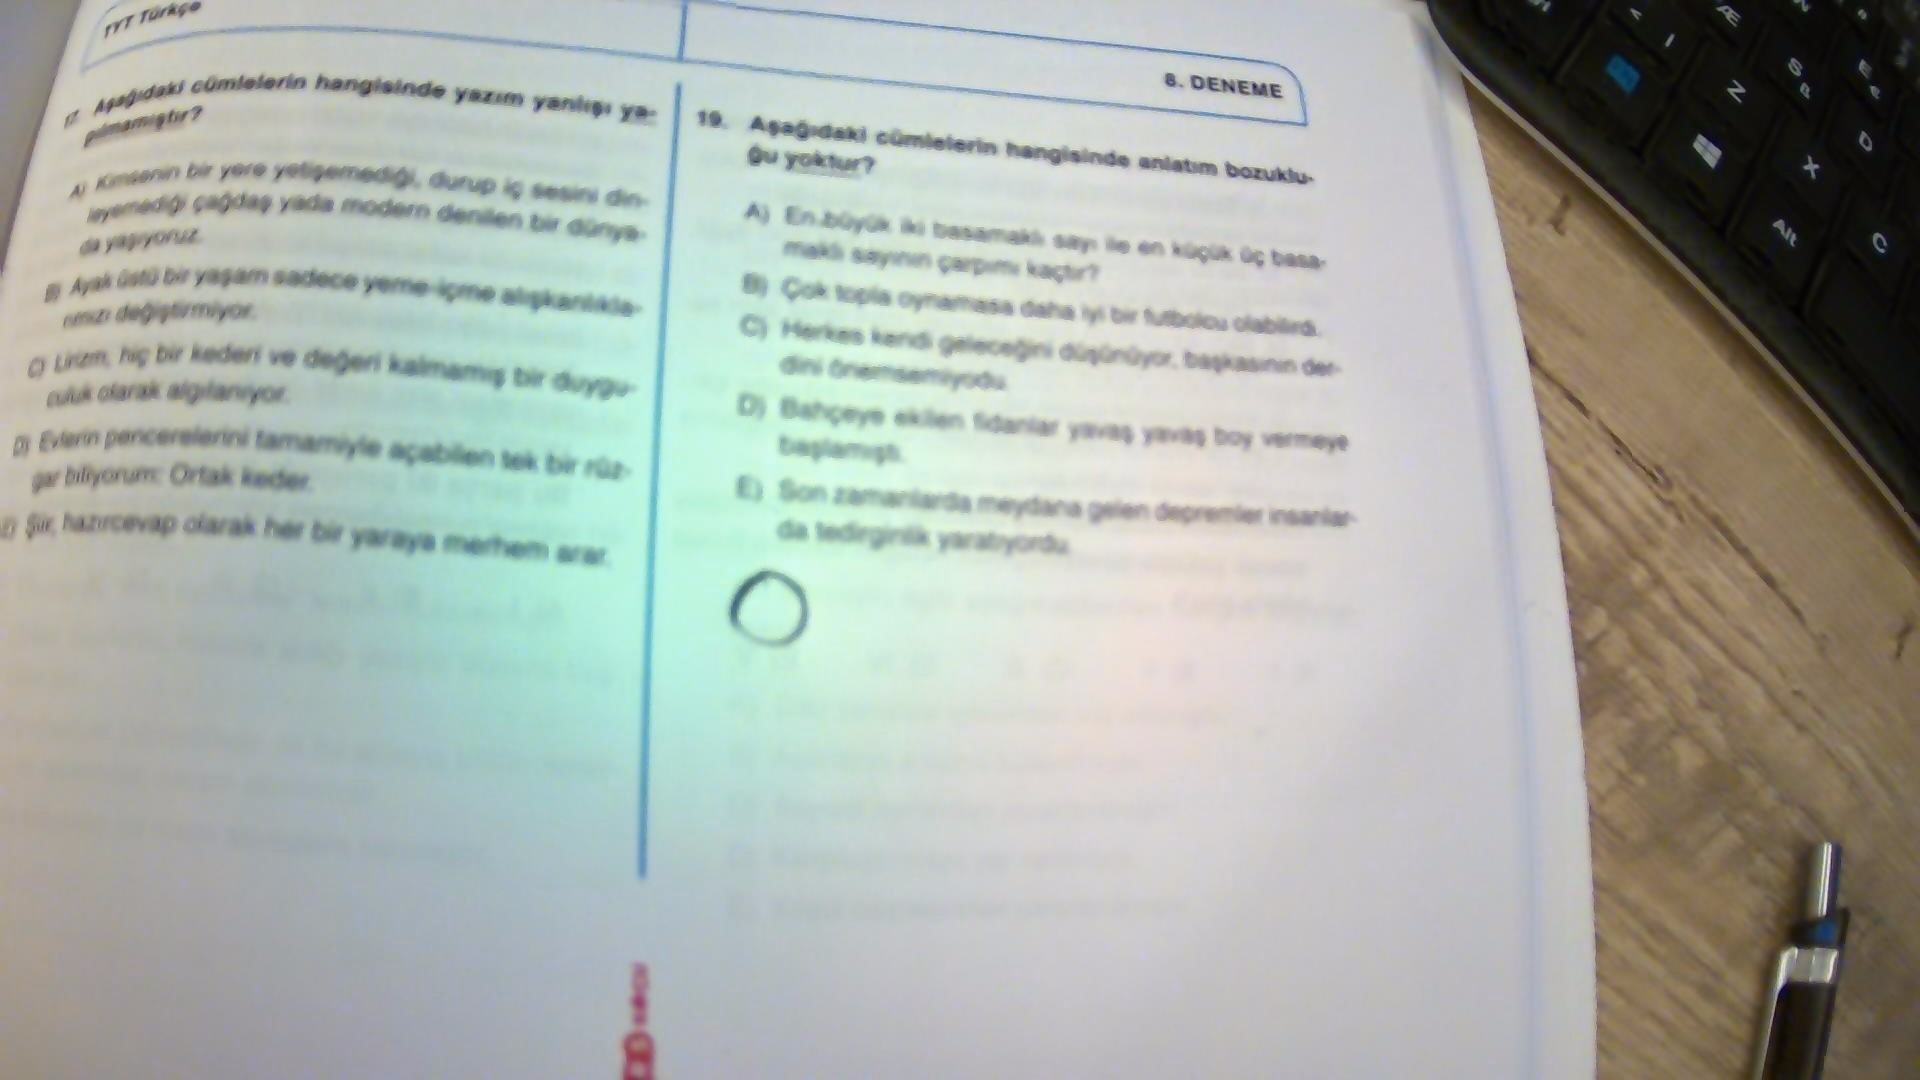 TYT Türkçe
17. Aşağıdaki cümlelerin hangisinde yazım yanlışı ya-
pılmamıştır?
A) Kimsenin bir yere yetişemediği, durup iç sesini din-
leyemediği çağdaş yada modern denilen bir dünya-
da yaşıyoruz.
B) Ayak üstü bir yaşam sadece yeme-içme alışkanlıkla-
rımızı değiştirmiyor.
C) Lirizm, hiç bir kederi ve değeri kalmamış bir duygu-
culuk olarak algılanıyor.
D) Evlerin pencerelerini tamamiyle açabilen tek bir rüz-
gar biliyorum: Ortak keder.
E) Şiir, hazırcevap olarak her bir yaraya merhem arar.
8. DENEME
19. Aşağıdaki cümlelerin hangisinde anlatım bozuklu-
ğu yoktur?
A) En büyük iki basamaklı sayı ile en küçük üç basa-
maklı sayının çarpımı kaçtır?
B) Çok topla oynamasa daha iyi bir futbolcu olabilirdi.
C) Herkes kendi geleceğini düşünüyor, başkasının der-
dini önemsemiyodu.
D) Bahçeye ekilen fidanlar yavaş yavaş boy vermeye
başlamıştı.
E) Son zamanlarda meydana gelen depremler insanlar-
da tedirginlik yaratıyordu.
Alt
Z
X
C
S
D
E